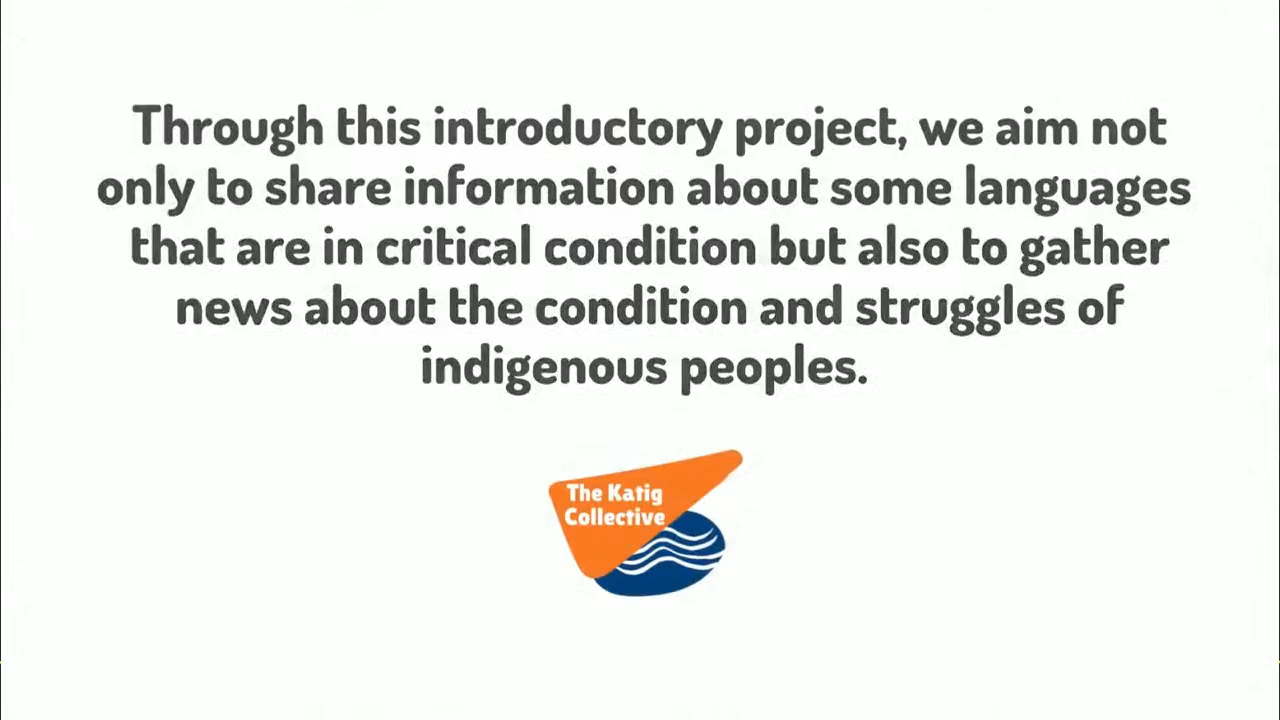 Through this introductory project, we aim not
only to share information about some languages
that are in critical condition but also to gather
news about the condition and struggles of
indigenous peoples.
The Katig
Collective